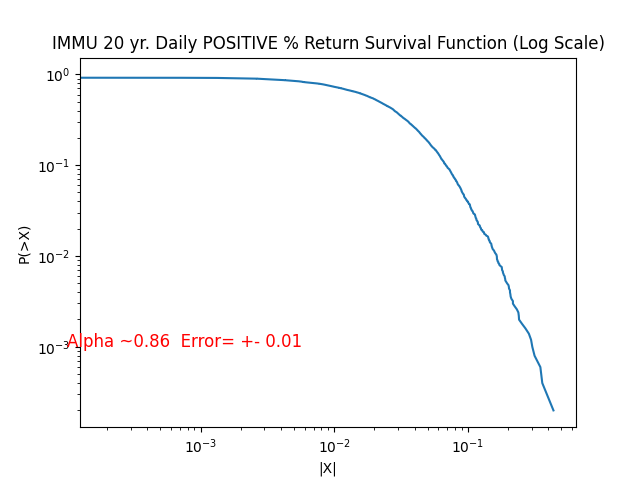 IMMU 20 yr. Daily POSITIVE % Return Survival Function (Log Scale)
10⁰
10⁻¹
10⁻²
10⁻³
P(>X)
Alpha ~0.86  Error= +- 0.01
10⁻³
10⁻²
10⁻¹
|X|